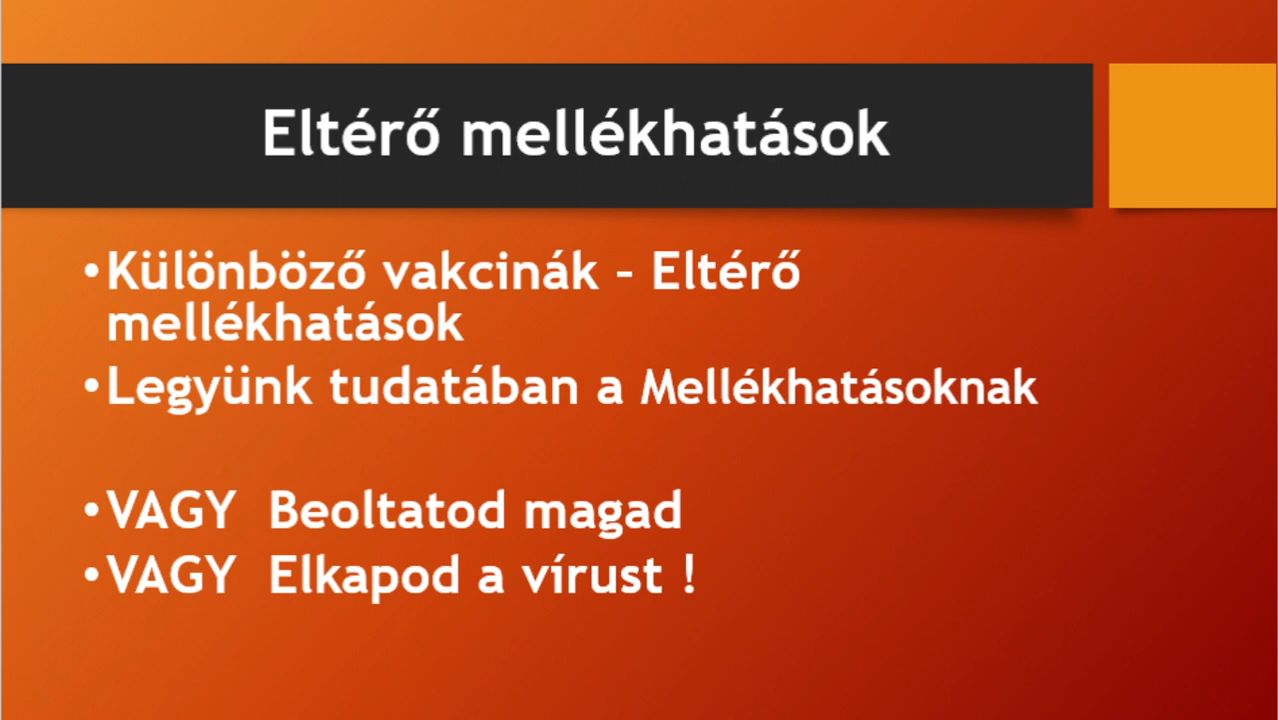 Eltérő mellékhatások
•Különböző vakcinák – Eltérő
mellékhatások
•Legyünk tudatában a Mellékhatásoknak
•VAGY  Beoltatod magad
•VAGY  Elkapod a vírust !